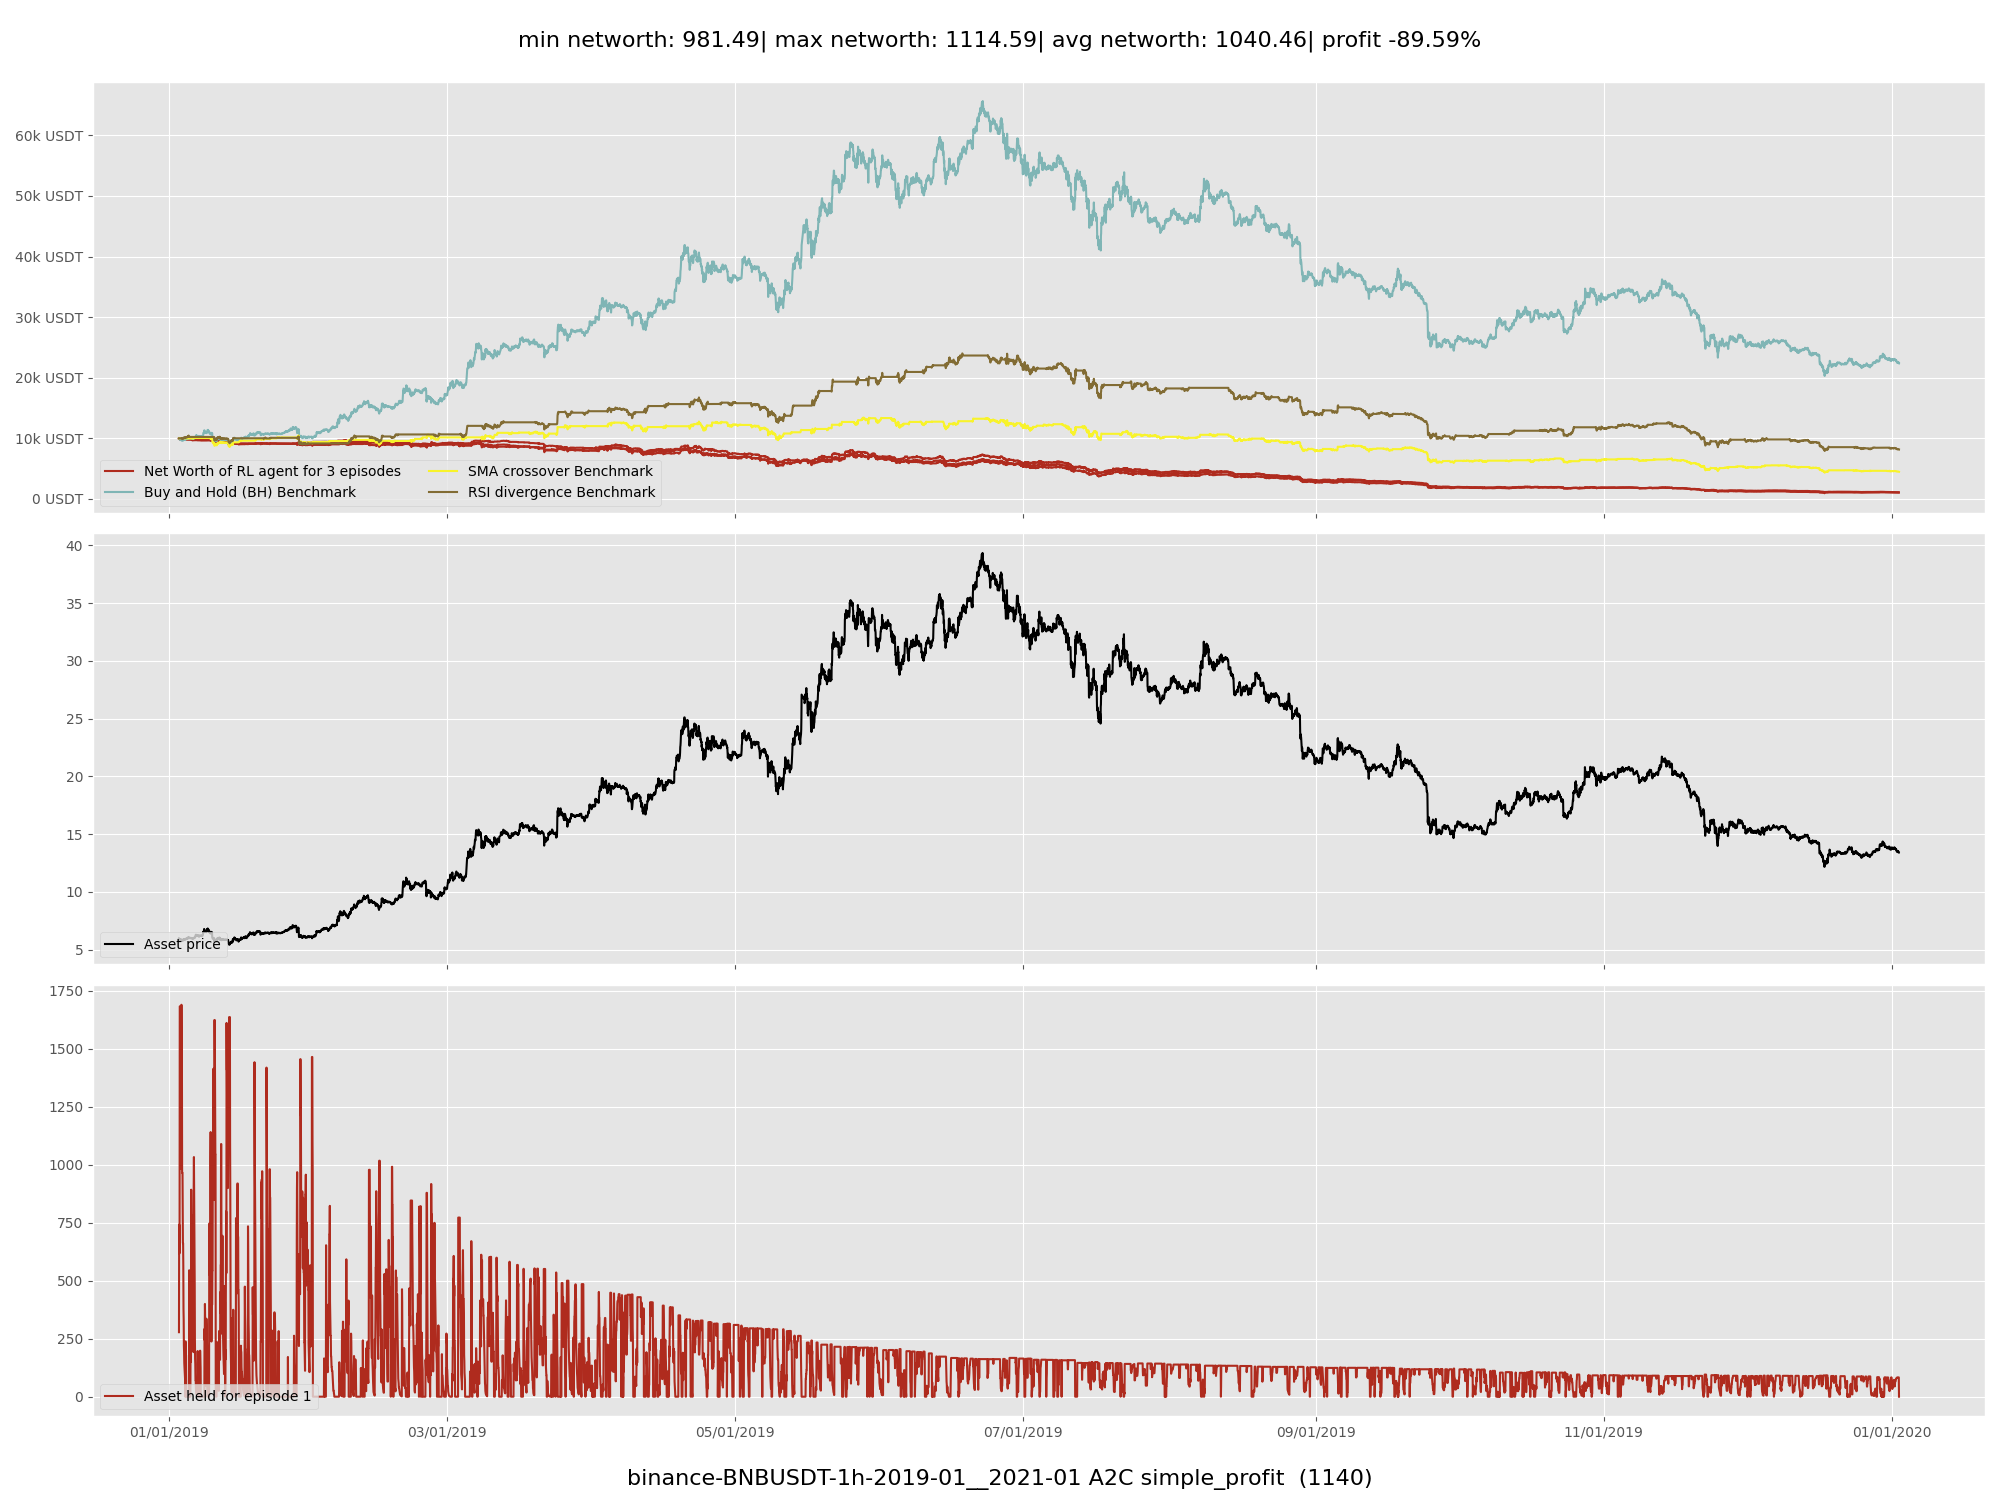 min networth: 981.49| max networth: 1114.59| avg networth: 1040.46| profit -89.59%
60k USDT
50k USDT
40k USDT
30k USDT
20k USDT
10k USDT
0 USDT
Net Worth of RL agent for 3 episodes
Buy and Hold (BH) Benchmark
SMA crossover Benchmark
RSI divergence Benchmark
40
35
30
25
20
15
10
5
Asset price
1750
1500
1250
1000
750
500
250
0
Asset held for episode 1
01/01/2019 03/01/2019 05/01/2019 07/01/2019 09/01/2019 11/01/2019 01/01/2020
binance-BNBUSDT-1h-2019-01__2021-01 A2C simple_profit  (1140)